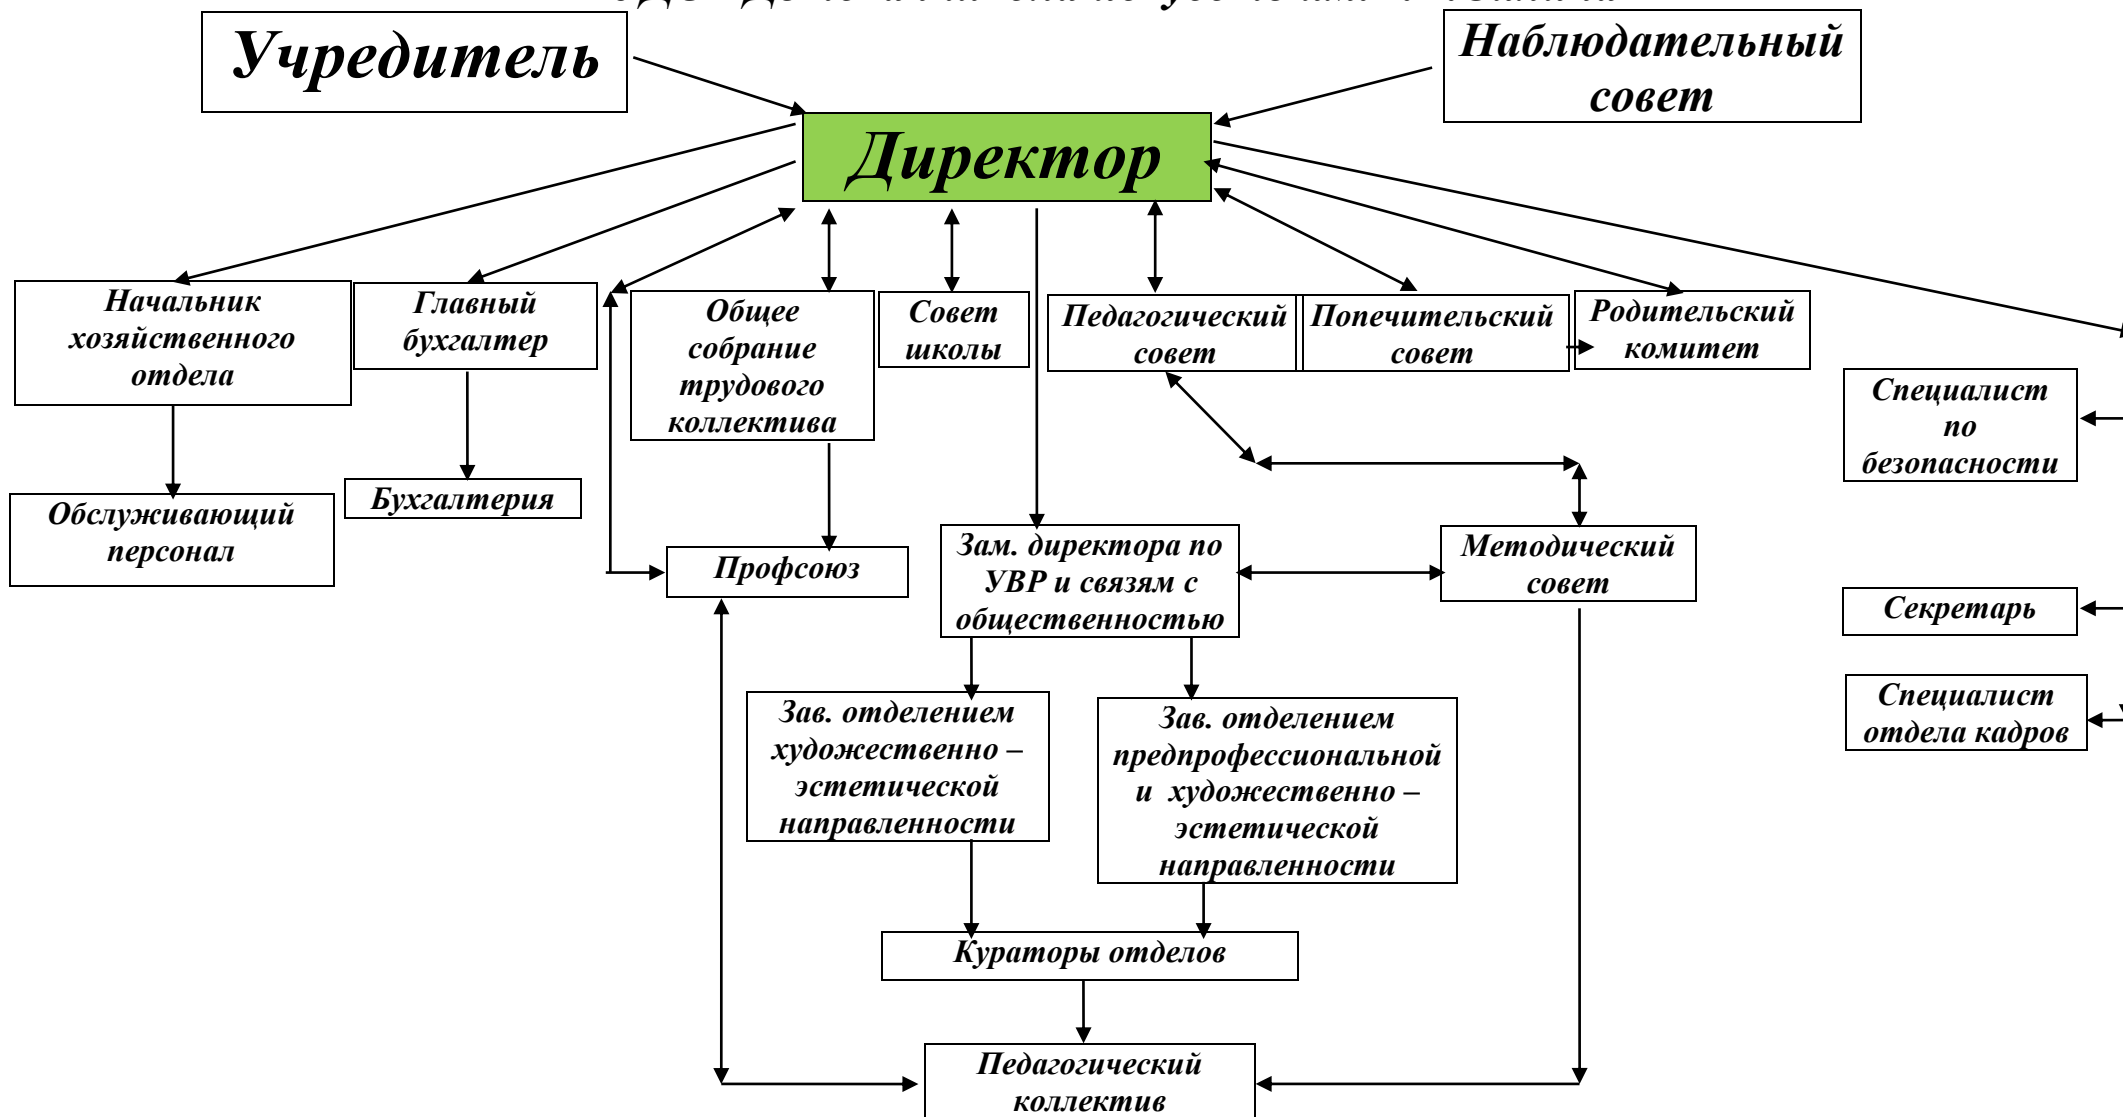 Учредитель
Наблюдательный
совет
Директор
Начальник
хозяйственного
отдела
Главный
бухгалтер
Общее
собрание
трудового
коллектива
Совет
школы
Педагогический
совет
Попечительский
совет
Родительский
комитет
Специалист
по
безопасности
Бухгалтерия
Обслуживающий
персонал
Профсоюз
Зам. директора по
УВР и связям с
общественностью
Методический
совет
Секретарь
Зав. отделением
художественно –
эстетической
направленности
Зав. отделением
предпрофессиональной
и художественно –
эстетической
направленности
Специалист
отдела кадров
Кураторы отделов
Педагогический
коллектив